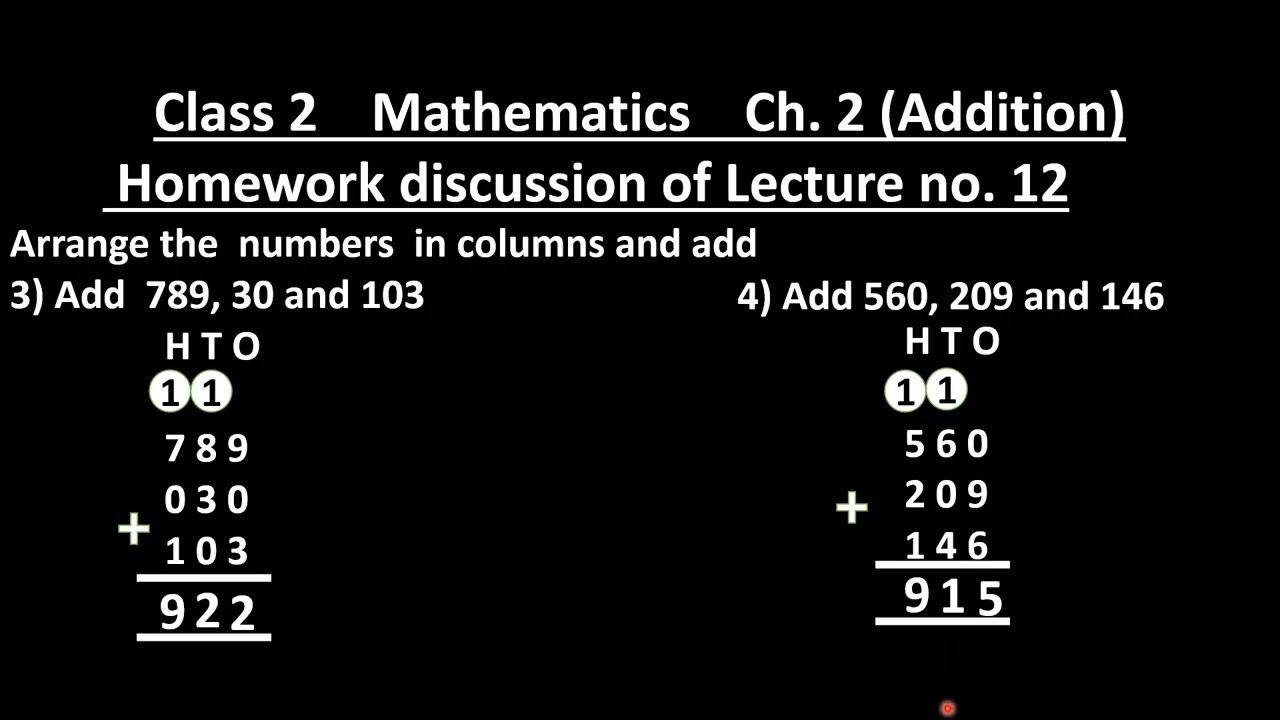 Class 2 Mathematics Ch. 2 (Addition)
Homework discussion of Lecture no. 12
Arrange the numbers in columns and add
3) Add 789, 30 and 103
H T O
1 1
7 8 9
0 3 0
+
1 0 3
9 2 2
4) Add 560, 209 and 146
H T O
1 1
5 6 0
2 0 9
+
1 4 6
9 1 5